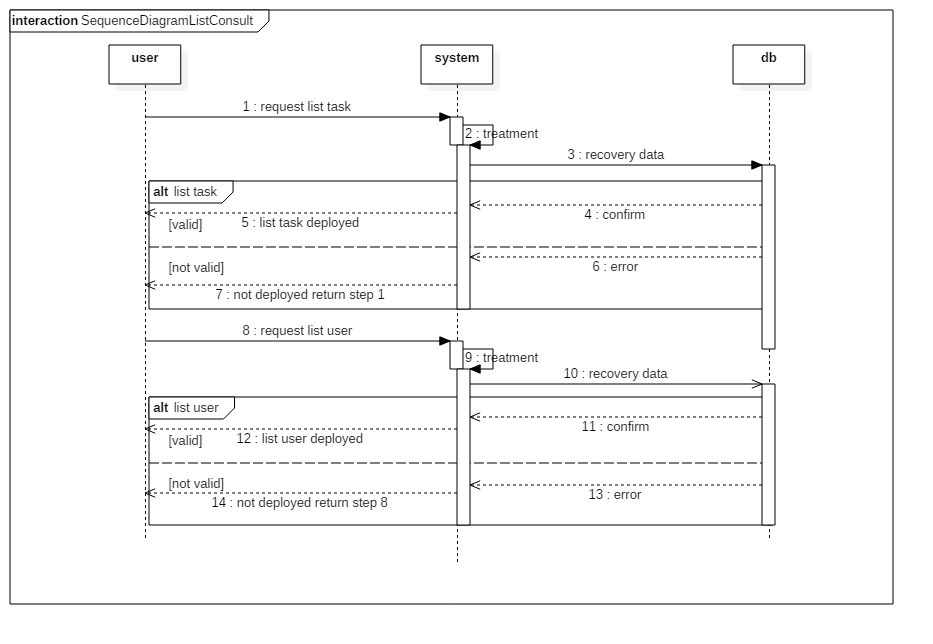 interaction SequenceDiagramListConsult
user
system
db
1 : request list task
2 : treatment
3 : recovery data
alt list task
4 : confirm
[valid]
5 : list task deployed
6 : error
[not valid]
7 : not deployed return step 1
8 : request list user
9 : treatment
10 : recovery data
alt list user
11 : confirm
[valid]
12 : list user deployed
[not valid]
13 : error
14 : not deployed return step 8